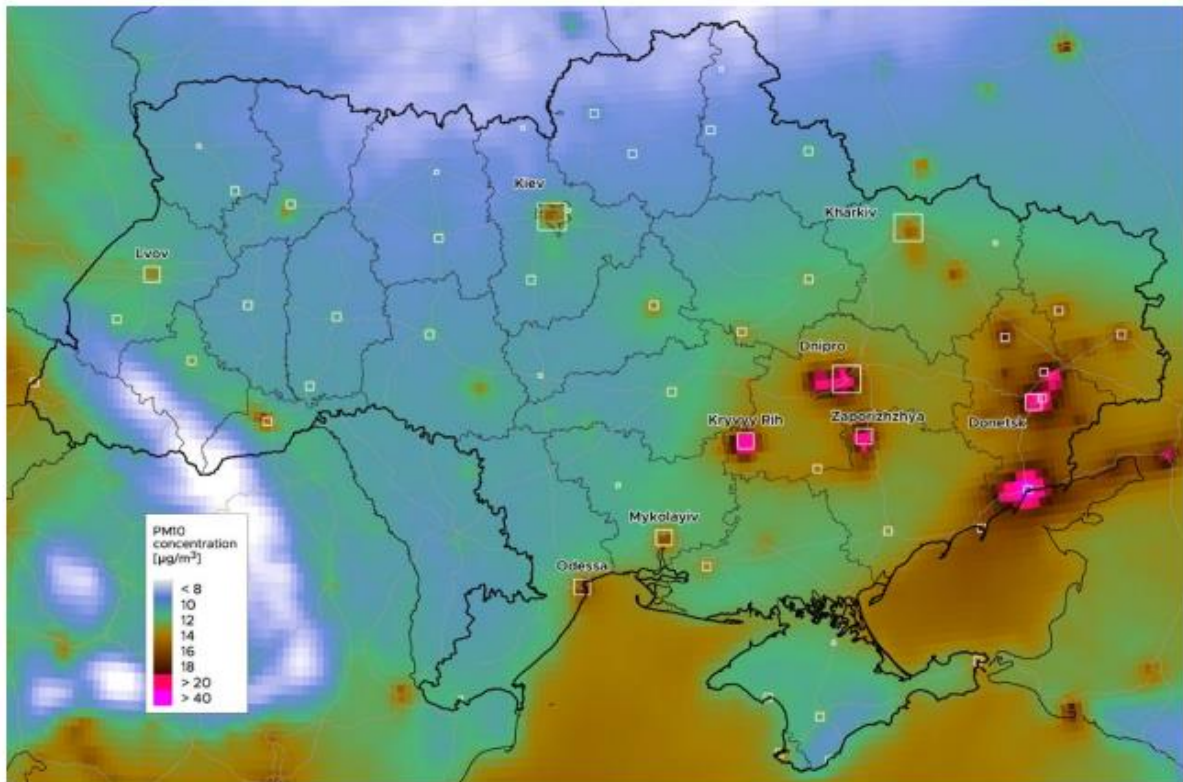 Kiev
Kharkiv
Lvov
Dnipro
Kryvyy Rih
Zaporizhzhya
Donetsk
Mykolayiv
Odessa
PM10
concentration
[µg/m³]
< 8
10
12
14
16
18
> 20
> 40